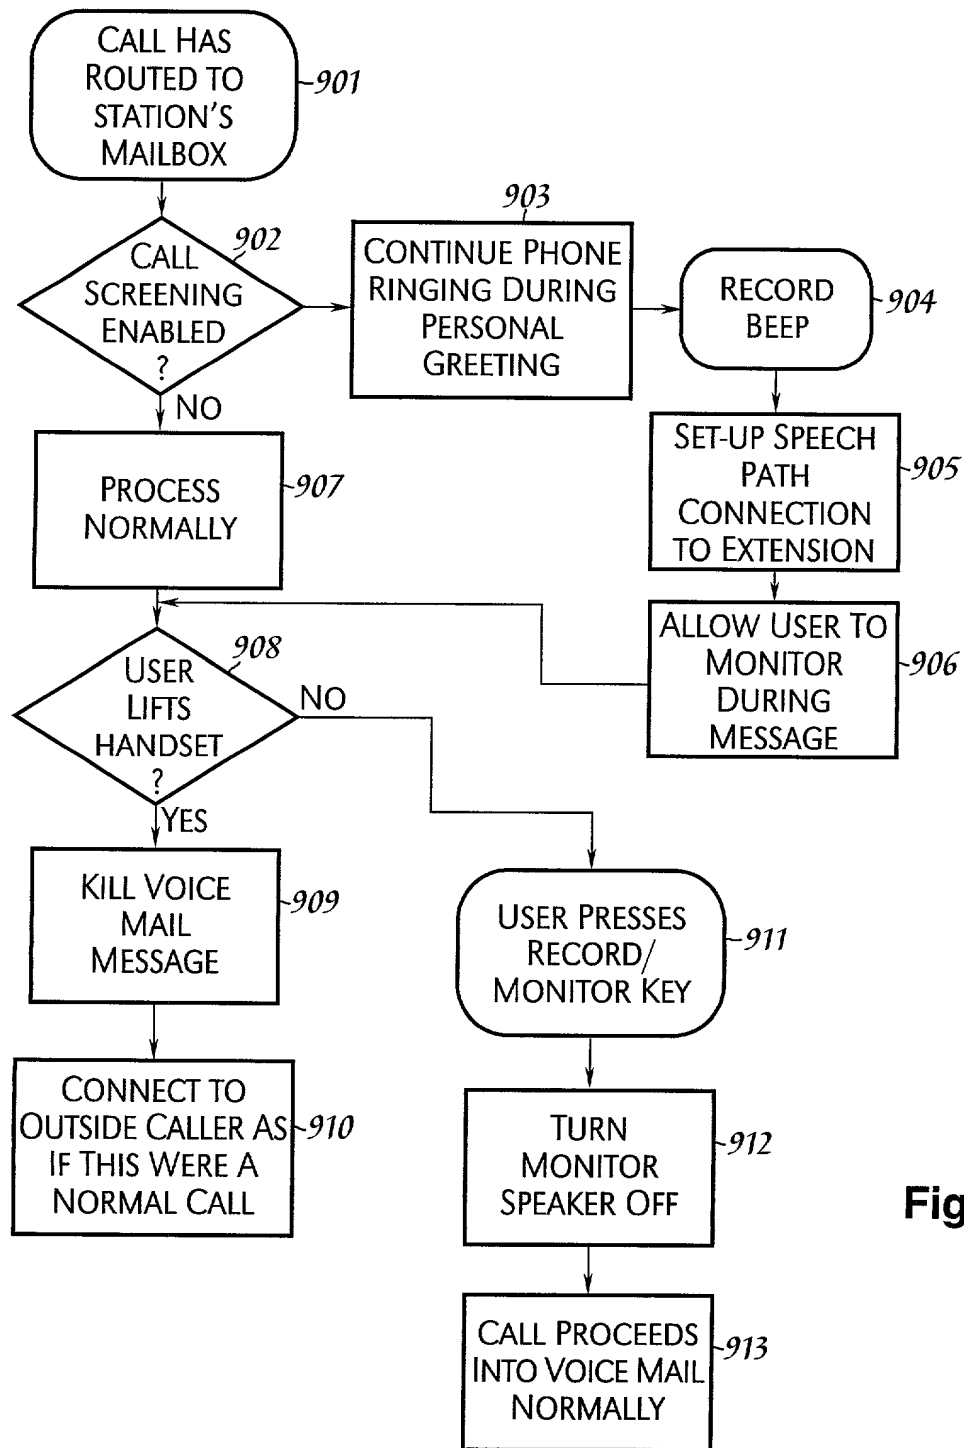 CALL HAS
ROUTED TO
STATION'S
MAILBOX
901
CALL
SCREENING
ENABLED
?
902
NO
903
CONTINUE PHONE
RINGING DURING
PERSONAL
GREETING
RECORD
BEEP
904
SET-UP SPEECH
PATH
CONNECTION
TO EXTENSION
905
ALLOW USER TO
MONITOR
DURING
MESSAGE
906
PROCESS
NORMALLY
907
USER
LIFTS
HANDSET
?
908
NO
YES
KILL VOICE
MAIL
MESSAGE
909
CONNECT TO
OUTSIDE CALLER AS
IF THIS WERE A
NORMAL CALL
910
USER PRESSES
RECORD/
MONITOR KEY
911
TURN
MONITOR
SPEAKER OFF
912
CALL PROCEEDS
INTO VOICE MAIL
NORMALLY
913
Fig